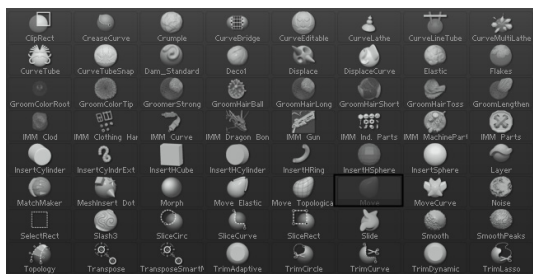 ClipRect CreaseCurve Crumple CurveBridge CurveEditable CurveLathe CurveLineTube CurveMultiLathe
CurveTube CurveTubeSnap Dam_Standard Deco1 Displace DisplaceCurve Elastic Flakes
GroomColorRoot GroomColorTip GroomerStrong GroomHairBall GroomHairLong GroomHairShort GroomHairToss GroomLengthen
IMM Clod IMM Clothing Har IMM Curve IMM Dragon Bon IMM Gun IMM Ind. Parts IMM MachinePart IMM Parts
InsertCylinder InsertCylndrExt InsertHCube InsertHCylinder InsertHRing InsertHSphere InsertSphere Layer
MatchMaker MeshInsert Dot Morph Move Elastic Move Topologica Move MoveCurve Noise
SelectRect Slash3 SliceCirc SliceCurve SliceRect Slide Smooth SmoothPeaks
Topology Transpose TransposeSmartM TrimAdaptive TrimCircle TrimCurve TrimDynamic TrimLasso